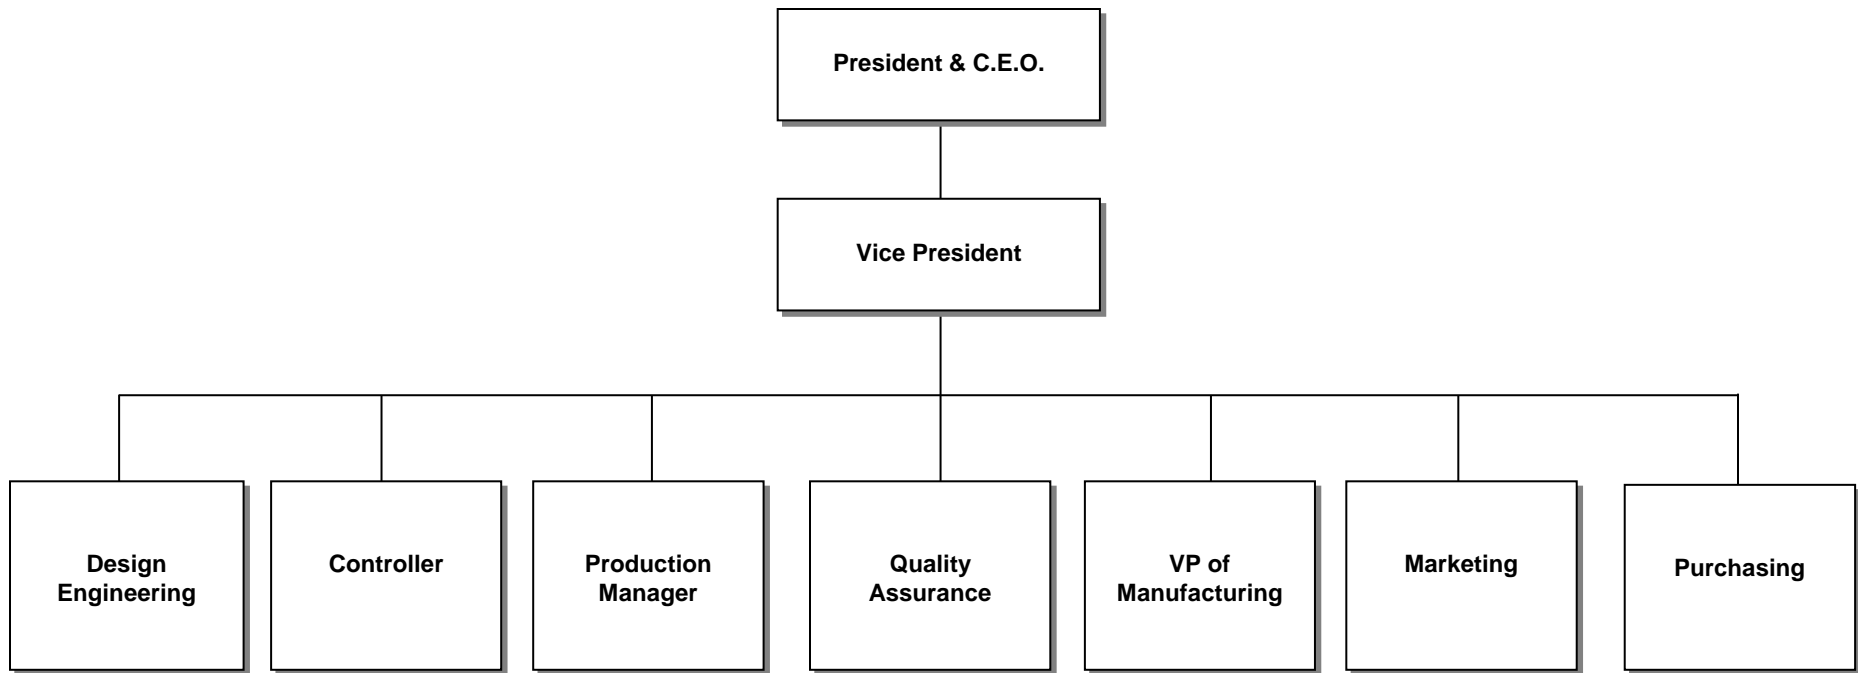 President & C.E.O.
Vice President
Design
Engineering
Controller
Production
Manager
Quality
Assurance
VP of
Manufacturing
Marketing
Purchasing